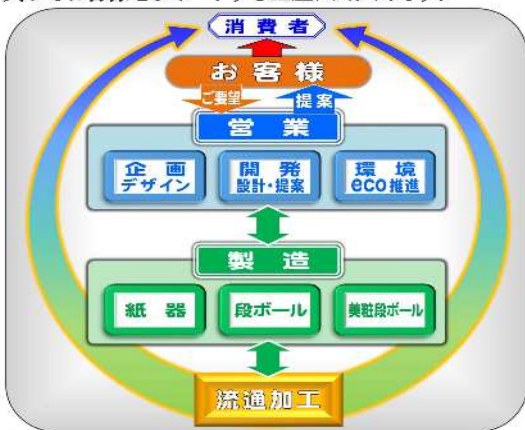 消費者
お客様
ご要望
提案
営業
企画
デザイン
開発
設計・提案
環境
eco推進
製造
紙器
段ボール
美粧段ボール
流通加工